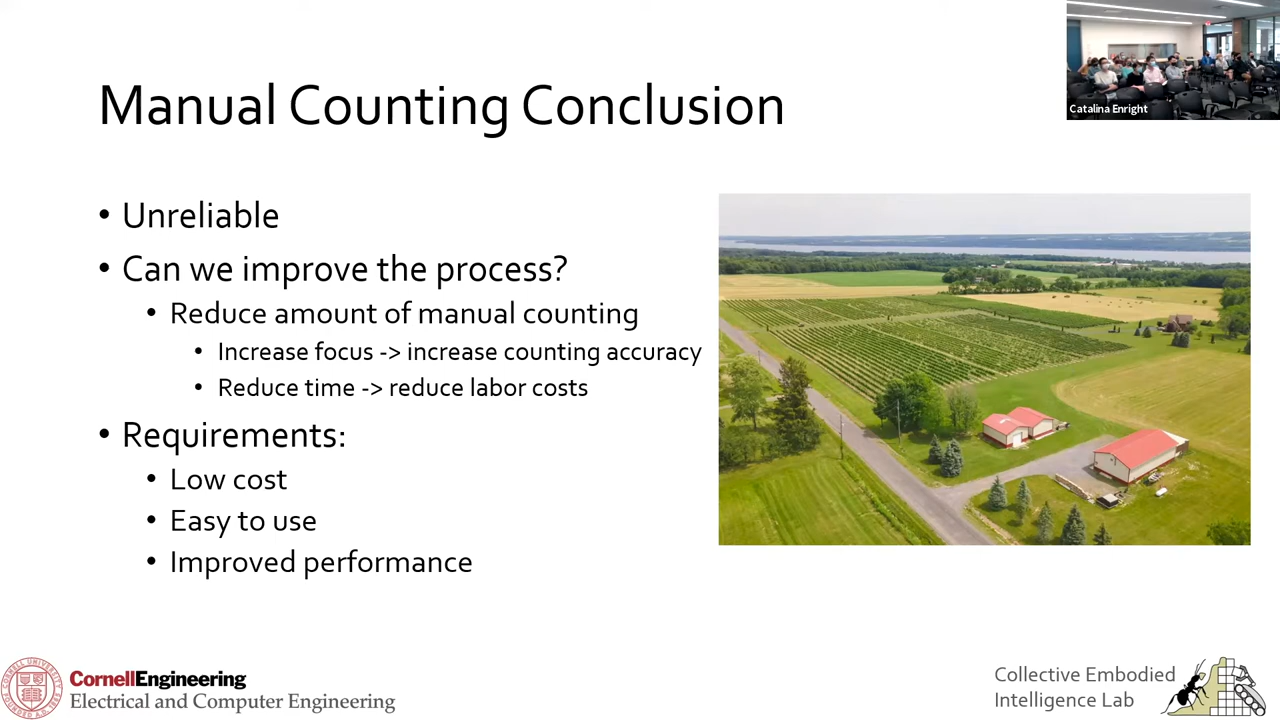 Manual Counting Conclusion
Catalina Enright
• Unreliable
• Can we improve the process?
• Reduce amount of manual counting
• Increase focus -> increase counting accuracy
• Reduce time -> reduce labor costs
• Requirements:
• Low cost
• Easy to use
• Improved performance
CornellEngineering
Electrical and Computer Engineering
Collective Embodied
Intelligence Lab